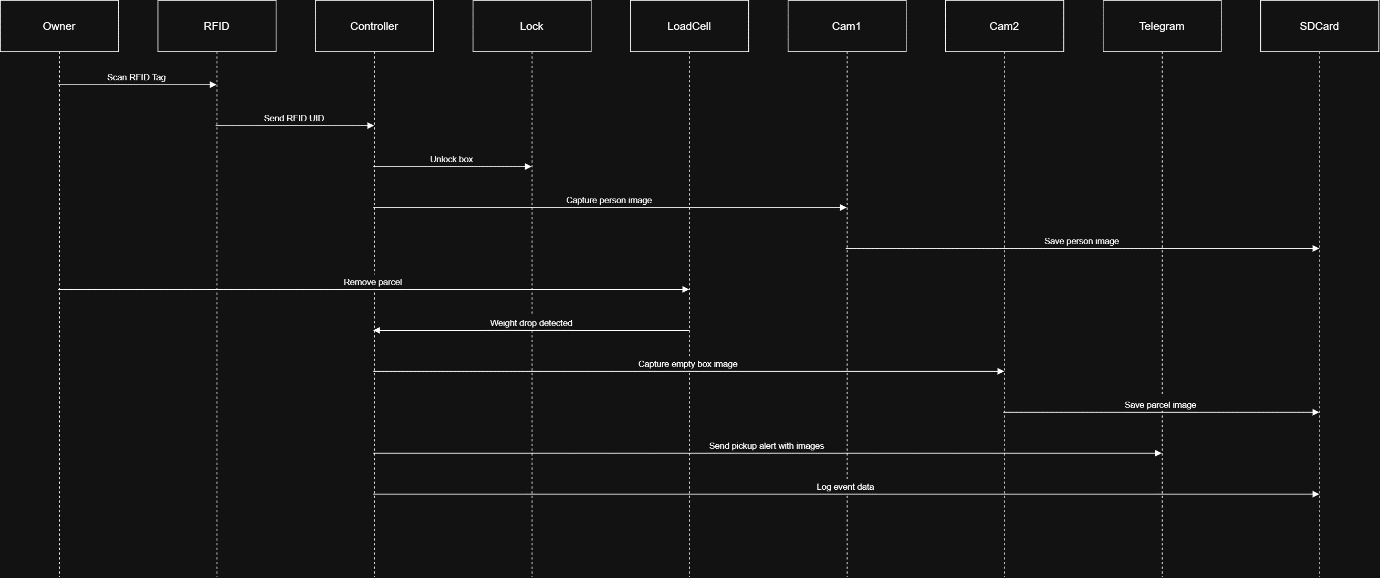 Owner
RFID
Controller
Lock
LoadCell
Cam1
Cam2
Telegram
SDCard
Scan RFID Tag
Send RFID UID
Unlock box
Capture person image
Save person image
Remove parcel
Weight drop detected
Capture empty box image
Save parcel image
Send pickup alert with images
Log event data